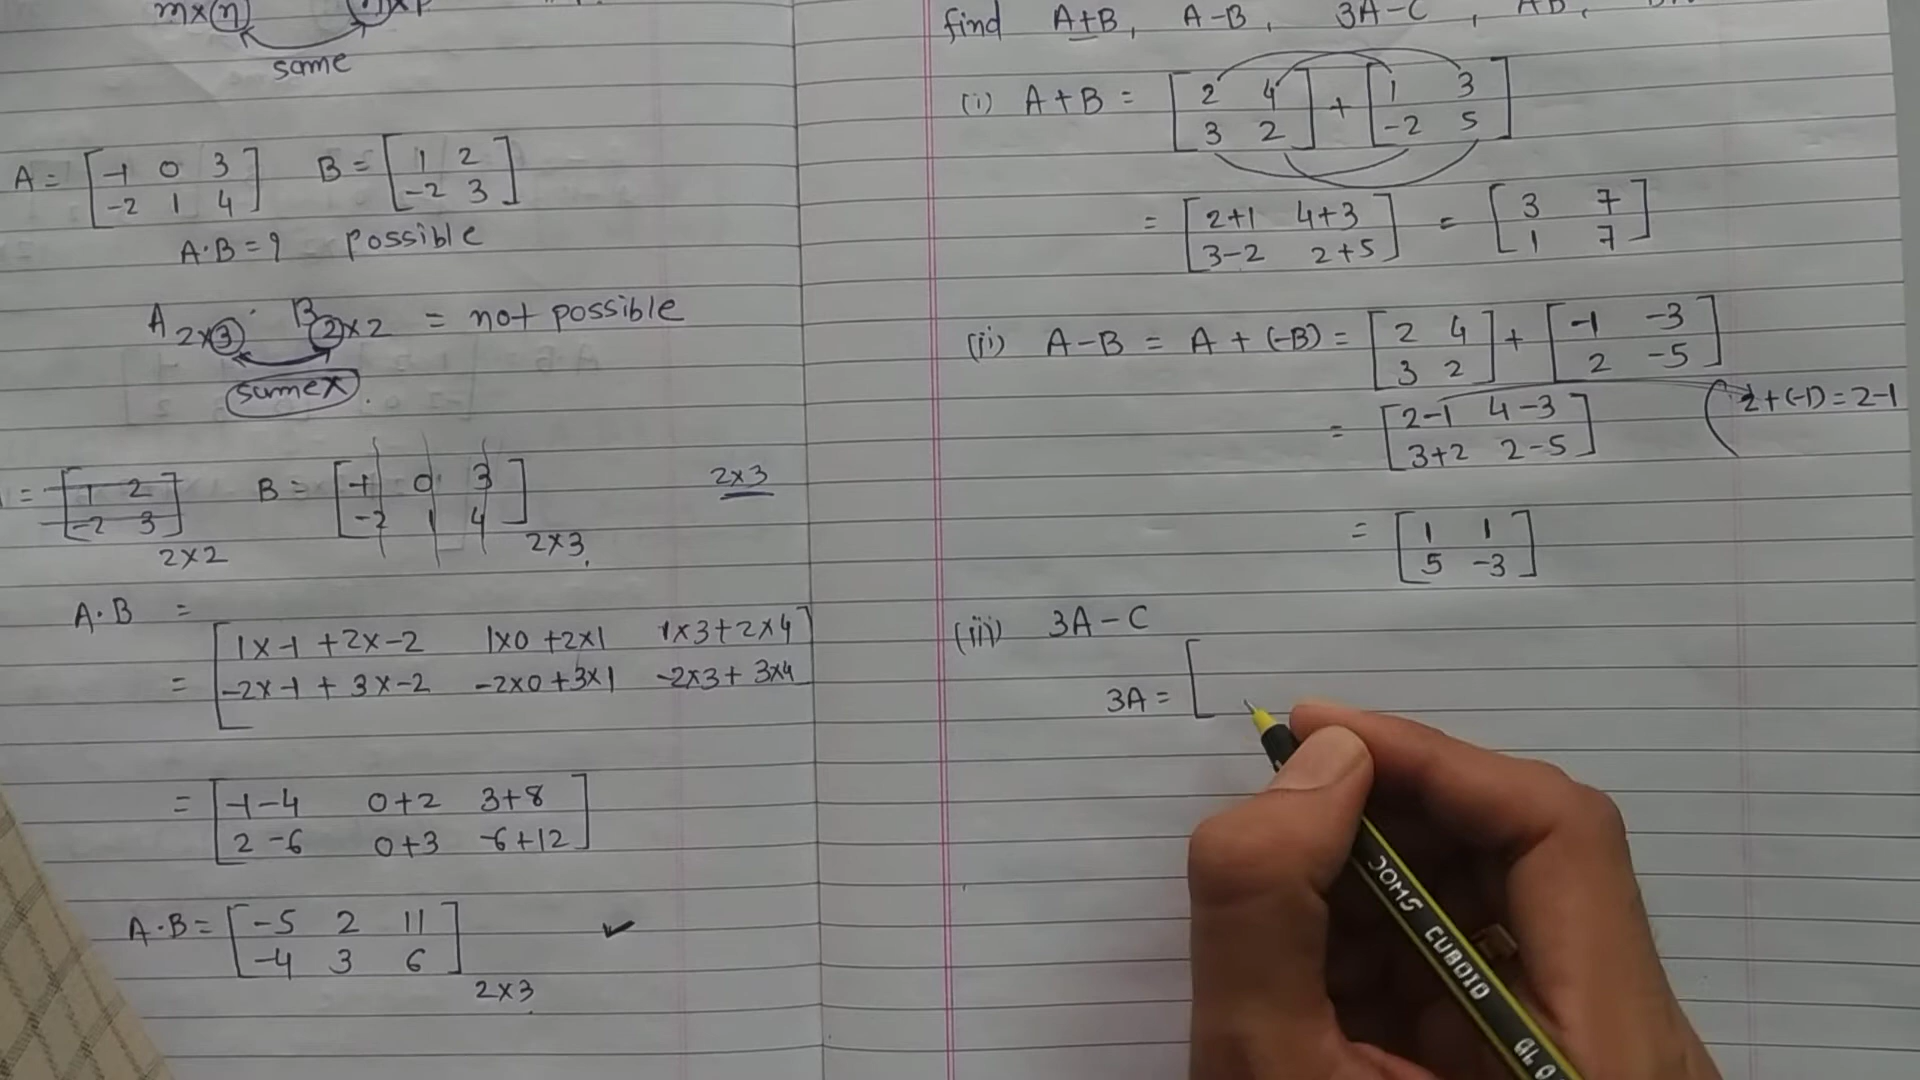 m×n n×p
same
A = [ -1 0 3
-2 1 4 ] B = [ 1 2
-2 3 ]
A·B = ? possible
A 2×3 · B 2×2 = not possible
same×.
= [ 1 2
-2 3 ] 2×2 B = [ -1 0 3
-2 1 4 ] 2×3. 2×3
A·B =
= [ 1×-1+2×-2 1×0+2×1 1×3+2×4
-2×-1+3×-2 -2×0+3×1 -2×3+3×4 ]
= [ -1-4 0+2 3+8
2-6 0+3 -6+12 ]
A·B = [ -5 2 11
-4 3 6 ] 2×3. ✓
find A+B, A-B, 3A-C, AB,
(i) A+B = [ 2 4
3 2 ] + [ 1 3
-2 5 ]
= [ 2+1 4+3
3-2 2+5 ] = [ 3 7
1 7 ]
(ii) A-B = A+(-B) = [ 2 4
3 2 ] + [ -1 -3
2 -5 ]
= [ 2-1 4-3
3+2 2-5 ] 2+(-1)=2-1
= [ 1 1
5 -3 ]
(iii) 3A-C
3A = [
DOMS CUBOID